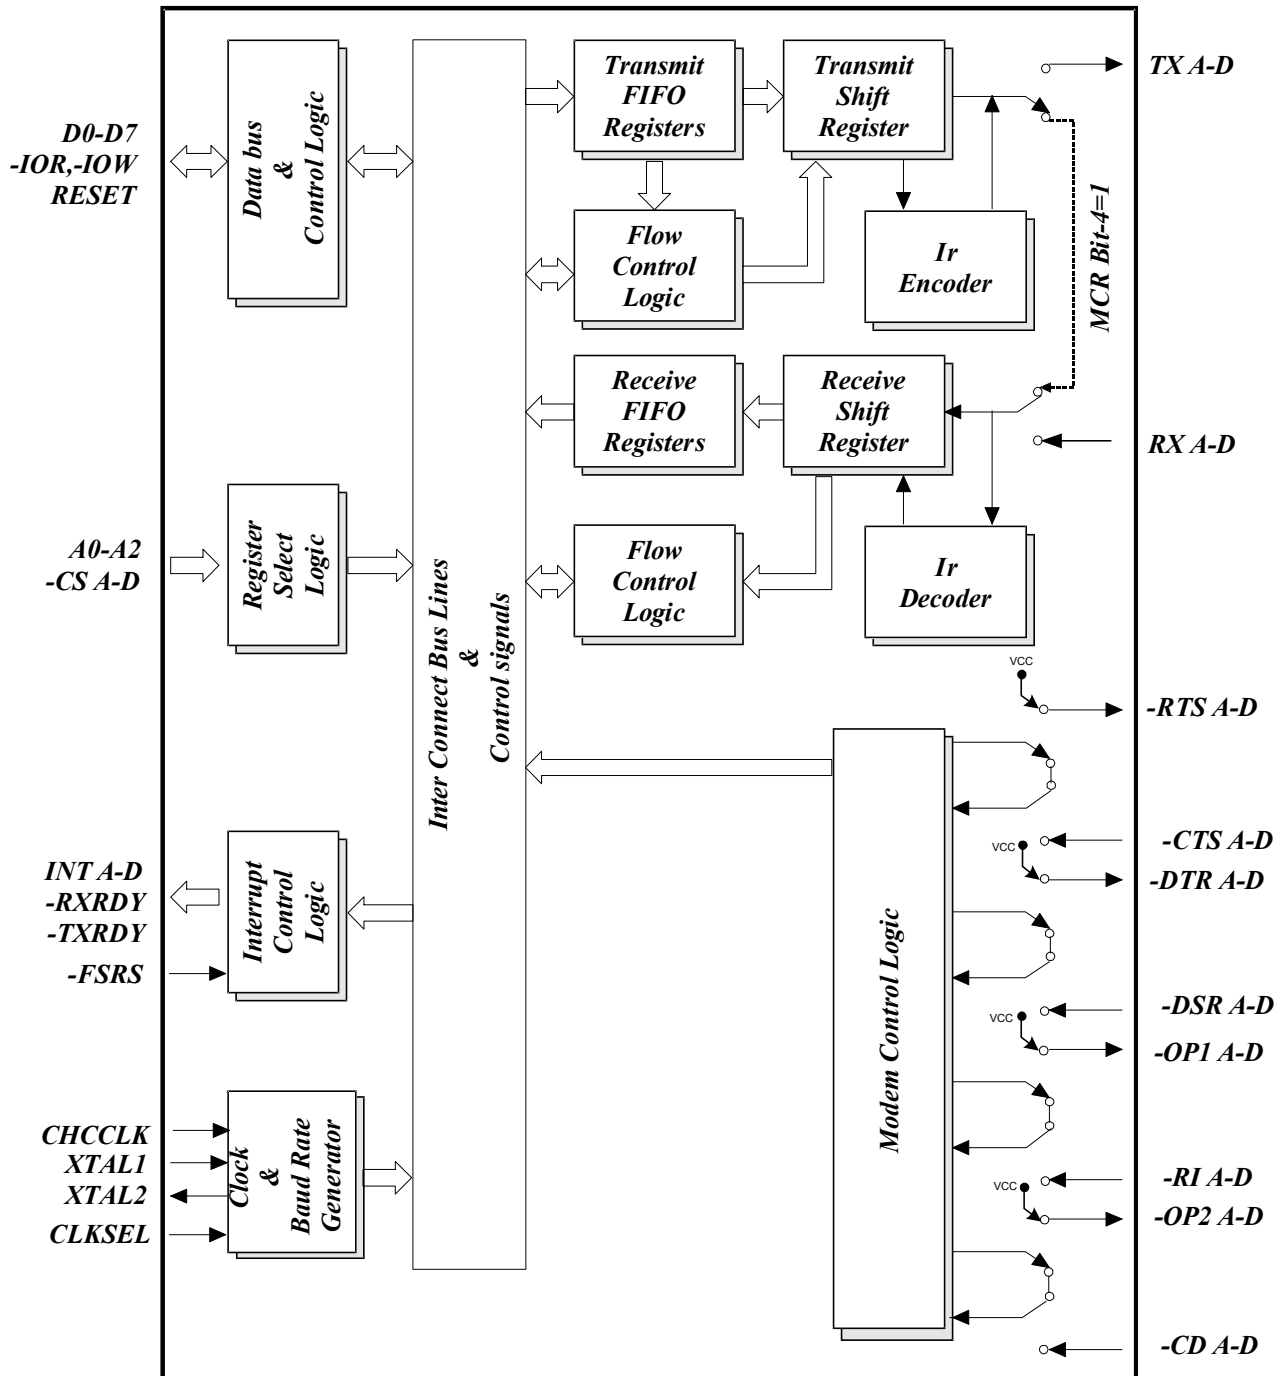 D0-D7
-IOR,-IOW
RESET
Data bus
&
Control Logic
A0-A2
-CS A-D
Register
Select
Logic
INT A-D
-RXRDY
-TXRDY
-FSRS
Interrupt
Control
Logic
CHCCLK
XTAL1
XTAL2
CLKSEL
Clock
&
Baud Rate
Generator
Inter Connect Bus Lines
&
Control signals
Transmit
FIFO
Registers
Transmit
Shift
Register
Flow
Control
Logic
Ir
Encoder
Receive
FIFO
Registers
Receive
Shift
Register
Flow
Control
Logic
Ir
Decoder
MCR Bit-4=1
TX A-D
RX A-D
Modem Control Logic
VCC
-RTS A-D
-CTS A-D
VCC
-DTR A-D
-DSR A-D
VCC
-OP1 A-D
-RI A-D
VCC
-OP2 A-D
-CD A-D